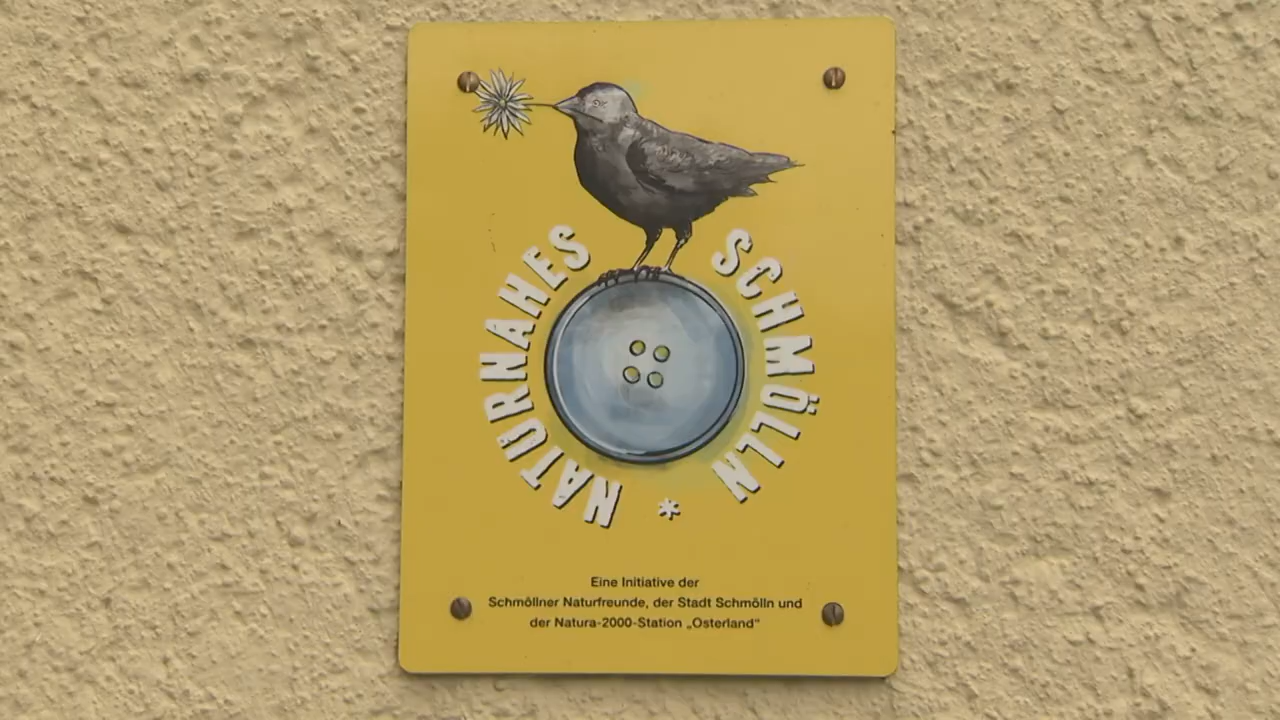 NATURNAHES SCHMÖLLN *
Eine Initiative der
Schmöllner Naturfreunde, der Stadt Schmölln und
der Natura-2000-Station „Osterland“